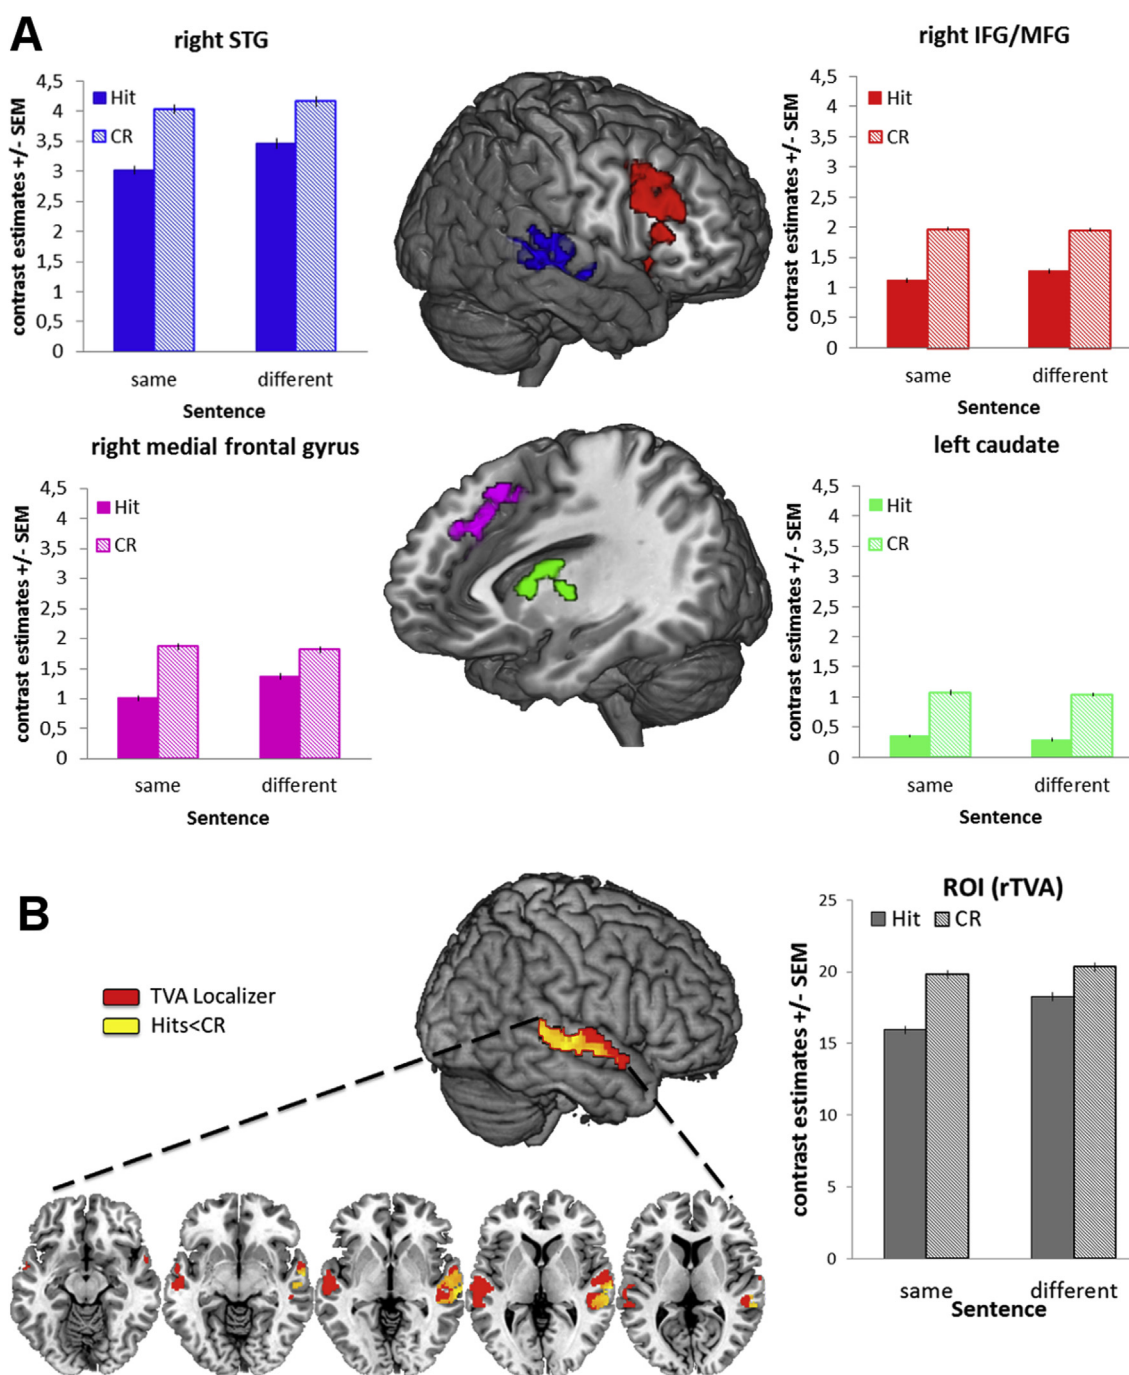 A
right STG
contrast estimates +/- SEM
4,5
4
3,5
3
2,5
2
1,5
1
0,5
0
Hit
CR
same different
Sentence
right IFG/MFG
contrast estimates +/- SEM
4,5
4
3,5
3
2,5
2
1,5
1
0,5
0
Hit
CR
same different
Sentence
right medial frontal gyrus
contrast estimates +/- SEM
4,5
4
3,5
3
2,5
2
1,5
1
0,5
0
Hit
CR
same different
Sentence
left caudate
contrast estimates +/- SEM
4,5
4
3,5
3
2,5
2
1,5
1
0,5
0
Hit
CR
same different
Sentence
B
TVA Localizer
Hits<CR
ROI (rTVA)
contrast estimates +/- SEM
25
20
15
10
5
0
Hit CR
same different
Sentence